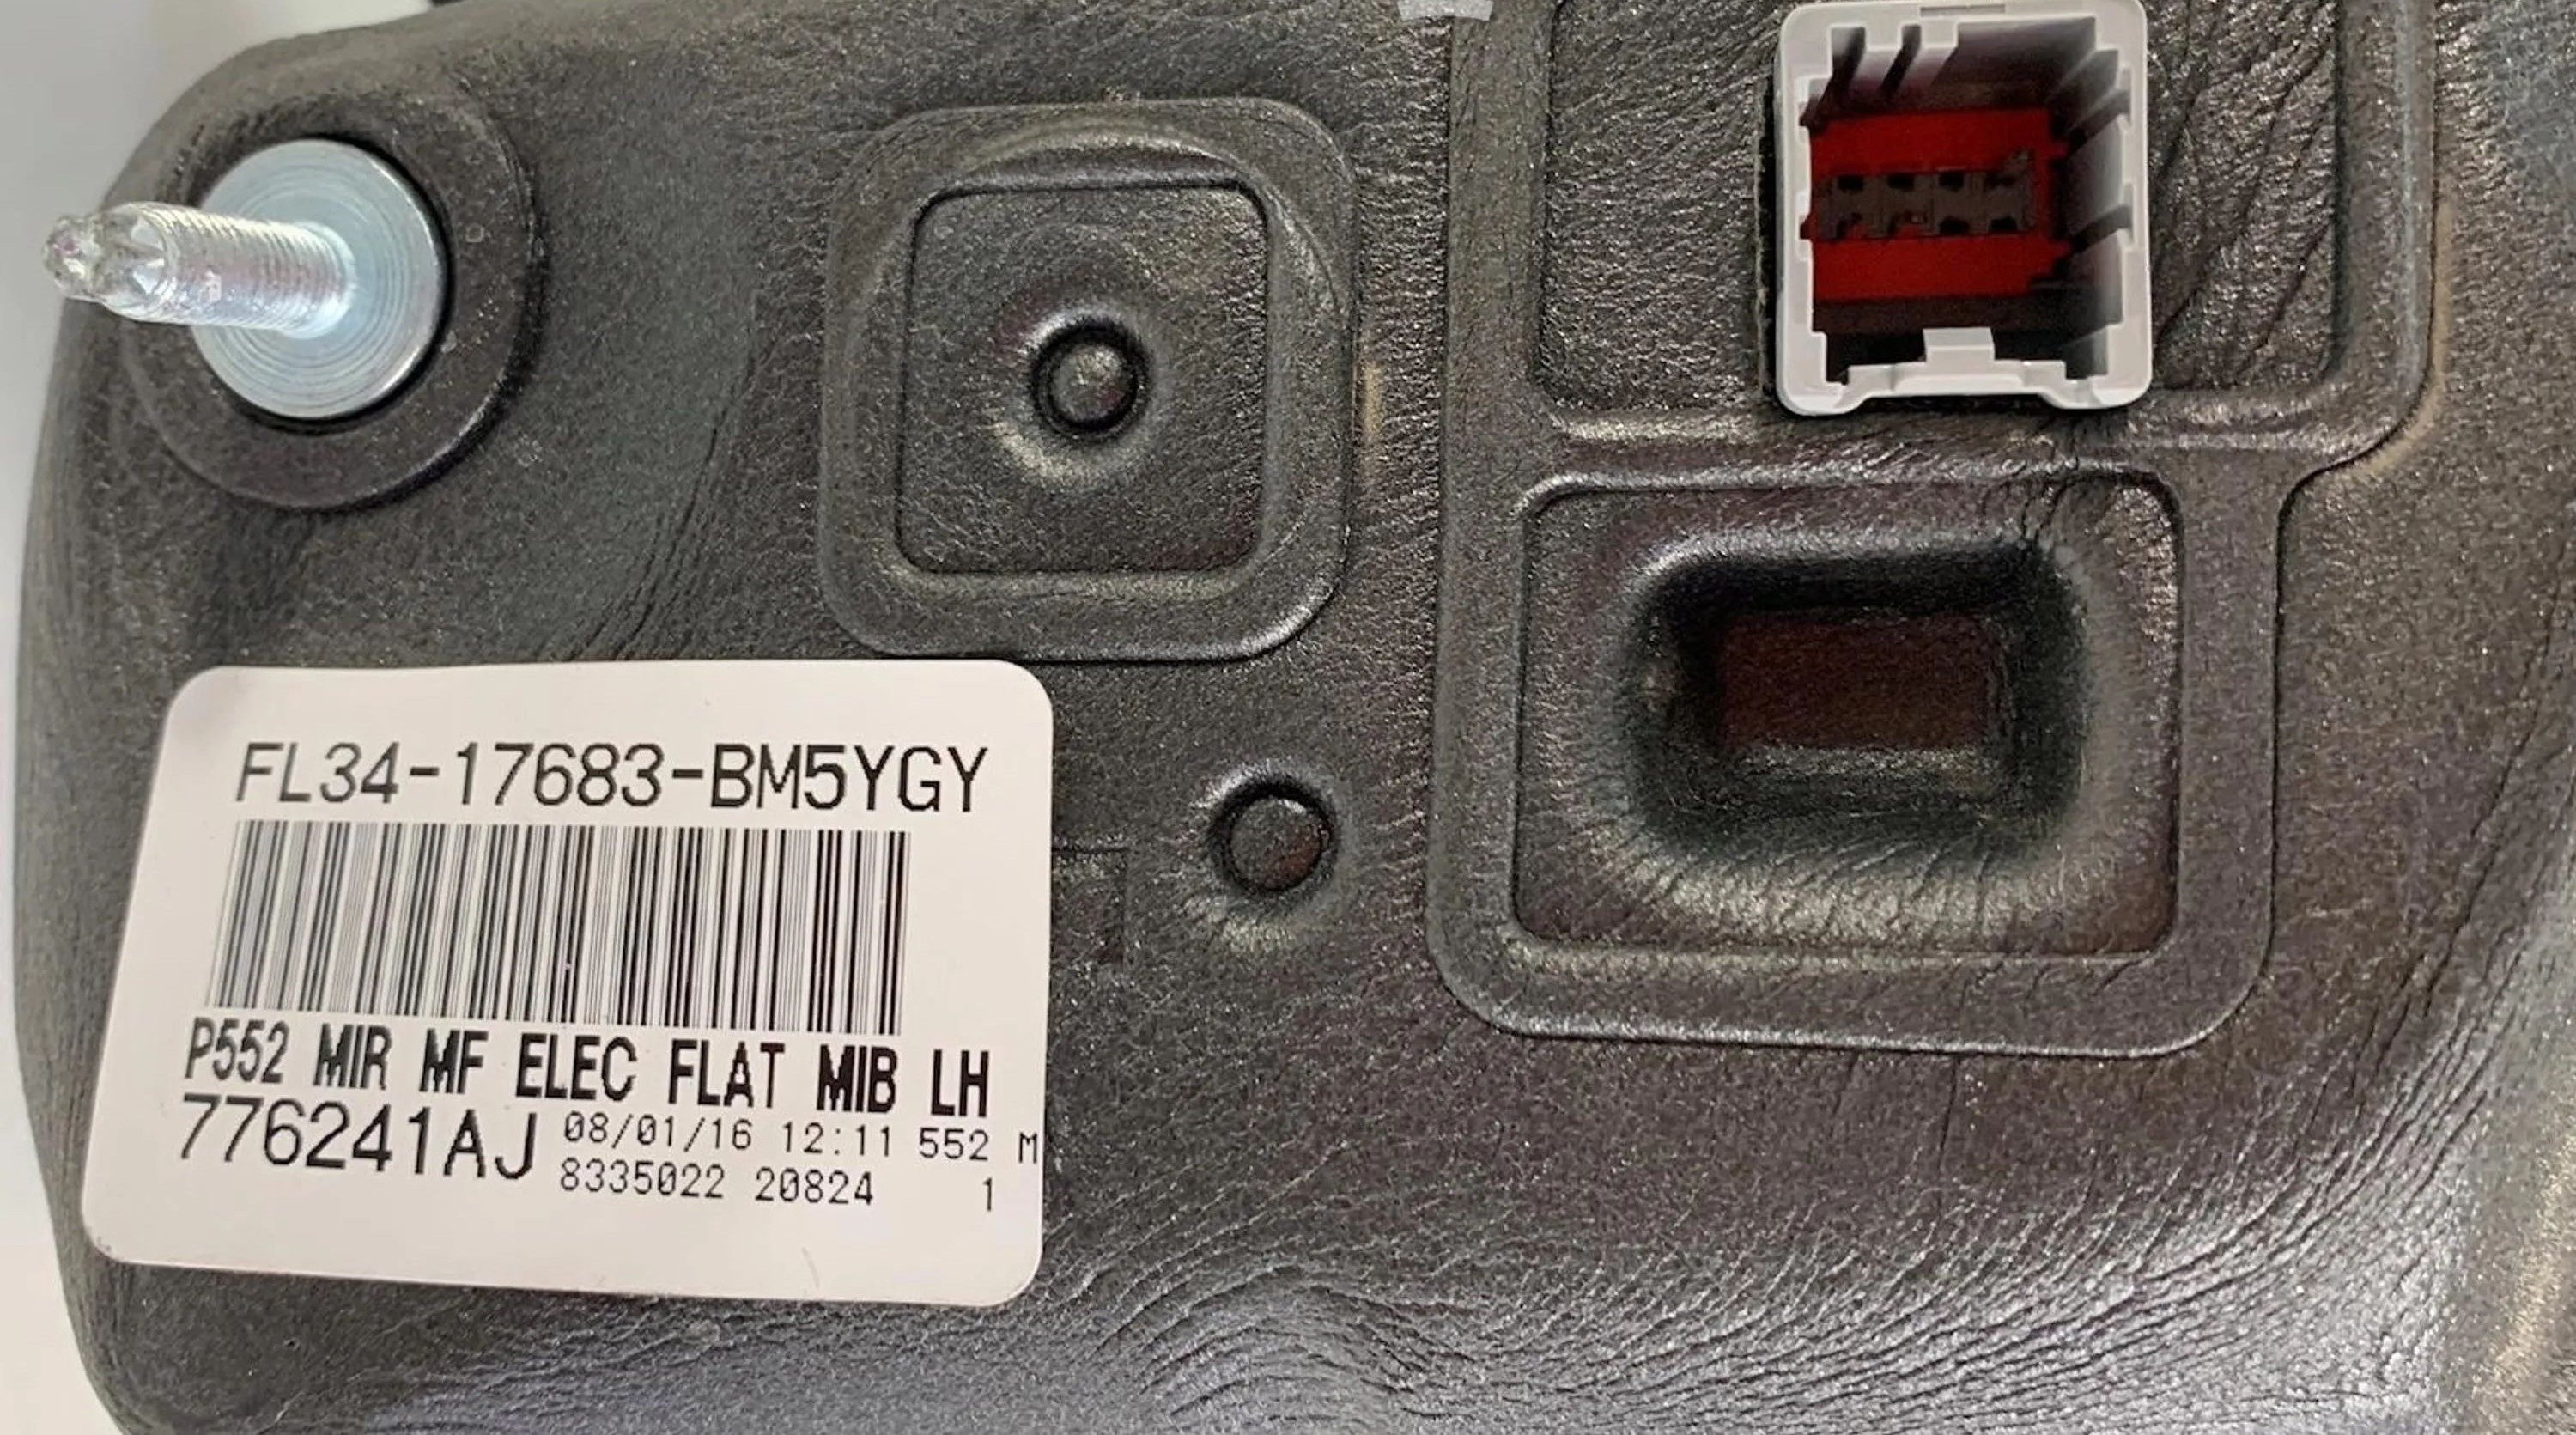 FL34-17683-BM5YGY
P552 MIR MF ELEC FLAT MIB LH
776241AJ 08/01/16 12:11 552 M
8335022 20824 1